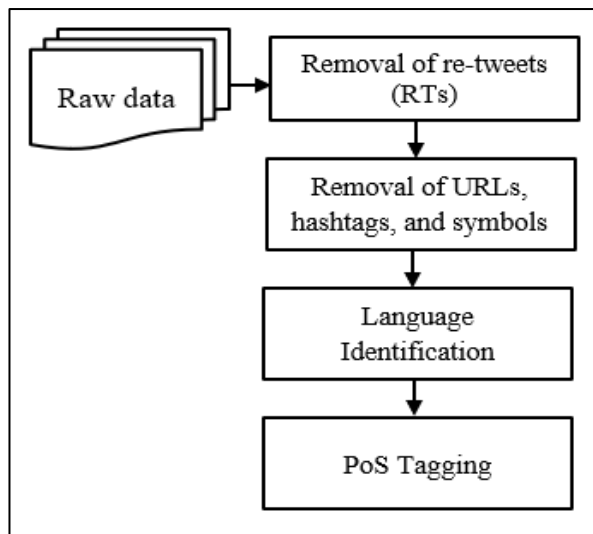 Raw data
Removal of re-tweets
(RTs)
Removal of URLs,
hashtags, and symbols
Language
Identification
PoS Tagging